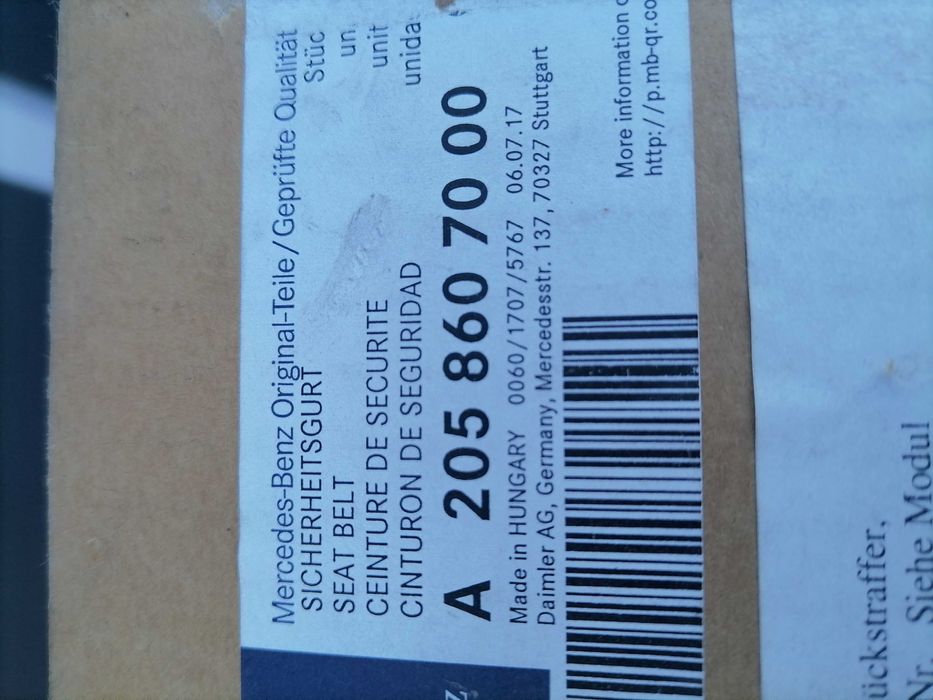 Mercedes-Benz Original-Teile/Geprüfte Qualität
SICHERHEITSGURT
SEAT BELT
CEINTURE DE SECURITE unit
CINTURON DE SEGURIDAD
A 205 860 70 00
Made in HUNGARY 0060/1707/5767 06.07.17
Daimler AG, Germany, Mercedesstr. 137, 70327 Stuttgart
More information
http://p.mb-qr.co
ückstraffer,
Nr. Siehe Modul